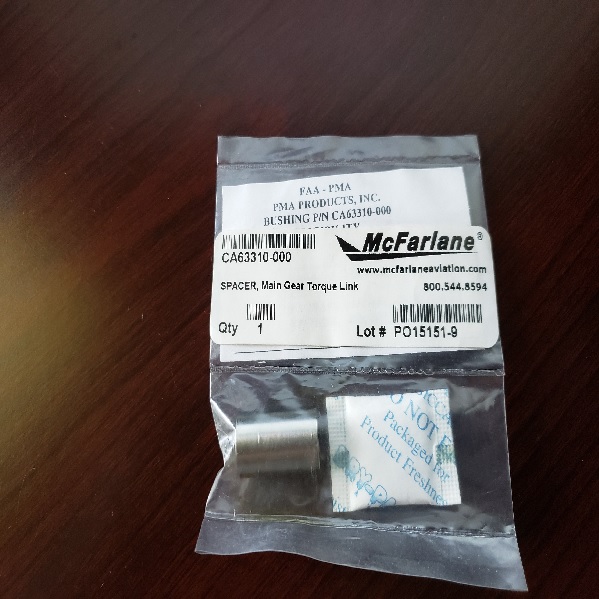 FAA - PMA
PMA PRODUCTS, INC.
BUSHING P/N CA63310-000
CA63310-000
McFarlane®
www.mcfarlaneaviation.com
SPACER, Main Gear Torque Link
800.544.8594
Qty 1
Lot # PO15151-9
NOT
Packaged for
Product Freshness